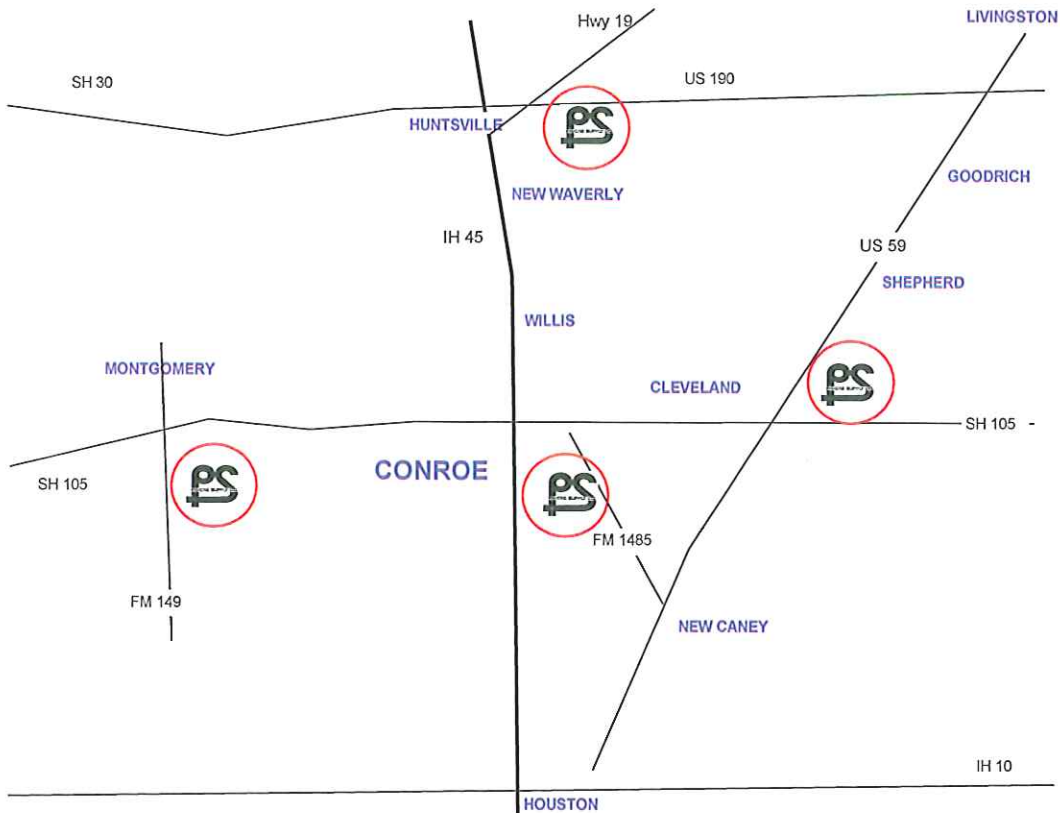 LIVINGSTON
Hwy 19
SH 30
US 190
HUNTSVILLE
GOODRICH
NEW WAVERLY
IH 45
US 59
SHEPHERD
WILLIS
MONTGOMERY
CLEVELAND
SH 105
CONROE
SH 105
FM 1485
FM 149
NEW CANEY
IH 10
HOUSTON